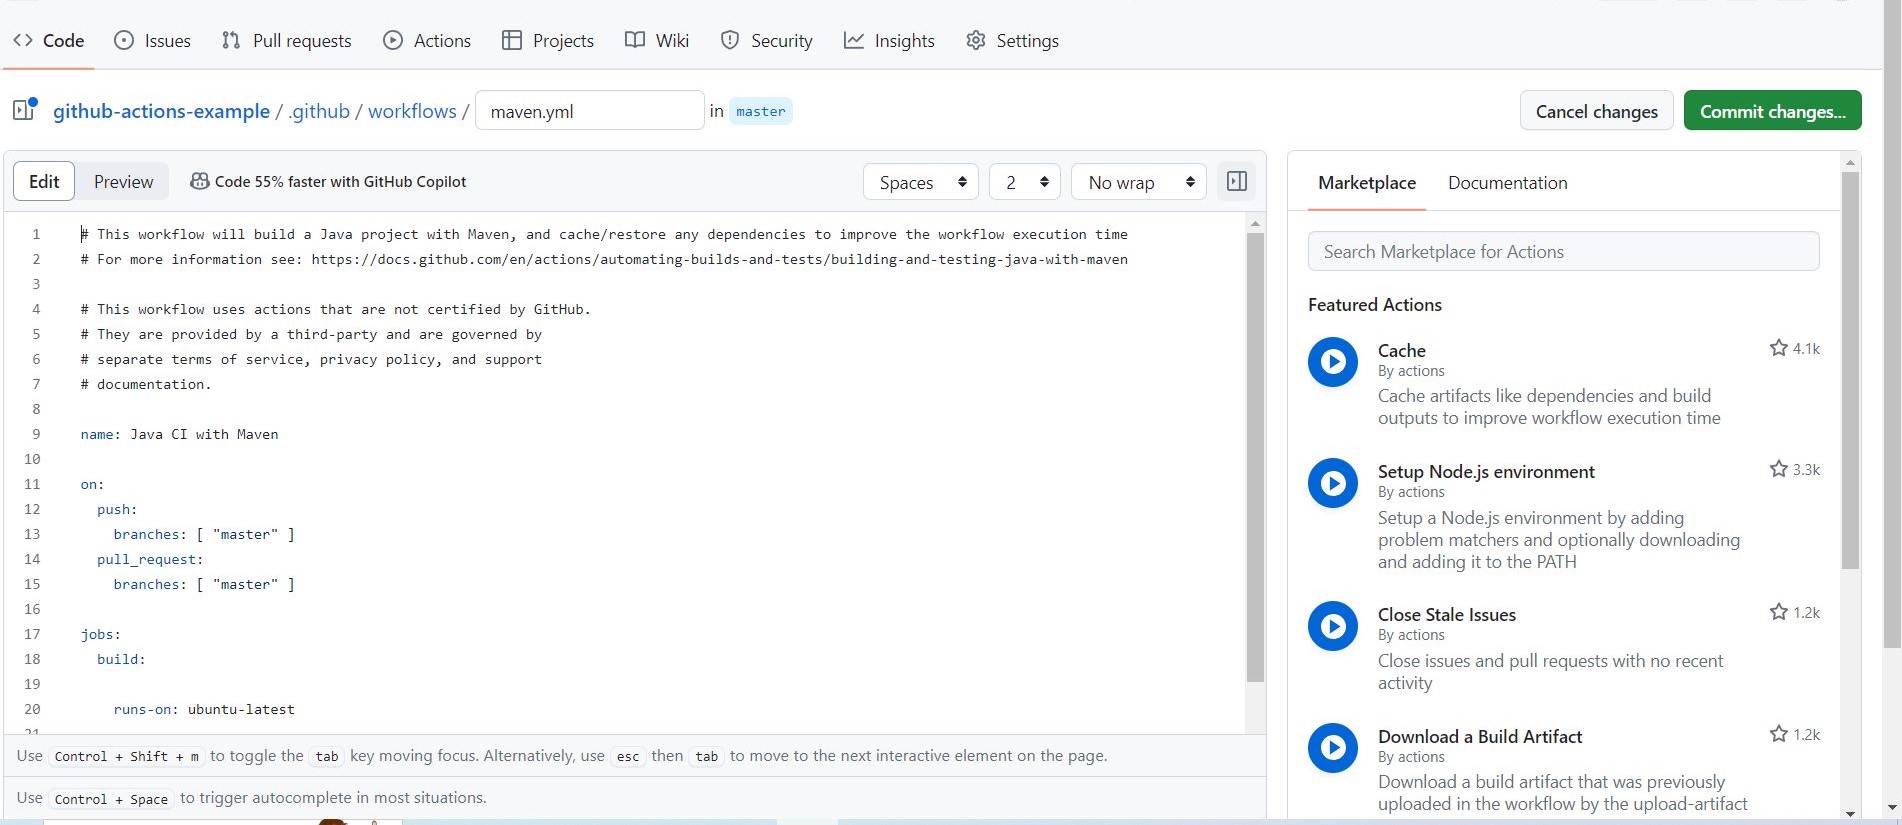 Code Issues Pull requests Actions Projects Wiki Security Insights Settings
github-actions-example / .github / workflows / maven.yml in master
Cancel changes Commit changes...
Edit Preview Code 55% faster with GitHub Copilot Spaces 2 No wrap
1 # This workflow will build a Java project with Maven, and cache/restore any dependencies to improve the workflow execution time
2 # For more information see: https://docs.github.com/en/actions/automating-builds-and-tests/building-and-testing-java-with-maven
3
4 # This workflow uses actions that are not certified by GitHub.
5 # They are provided by a third-party and are governed by
6 # separate terms of service, privacy policy, and support
7 # documentation.
8
9 name: Java CI with Maven
10
11 on:
12 push:
13 branches: [ "master" ]
14 pull_request:
15 branches: [ "master" ]
16
17 jobs:
18 build:
19
20 runs-on: ubuntu-latest
21
Use Control + Shift + m to toggle the tab key moving focus. Alternatively, use esc then tab to move to the next interactive element on the page.
Use Control + Space to trigger autocomplete in most situations.
Marketplace Documentation
Search Marketplace for Actions
Featured Actions
Cache 4.1k
By actions
Cache artifacts like dependencies and build
outputs to improve workflow execution time
Setup Node.js environment 3.3k
By actions
Setup a Node.js environment by adding
problem matchers and optionally downloading
and adding it to the PATH
Close Stale Issues 1.2k
By actions
Close issues and pull requests with no recent
activity
Download a Build Artifact 1.2k
By actions
Download a build artifact that was previously
uploaded in the workflow by the upload-artifact